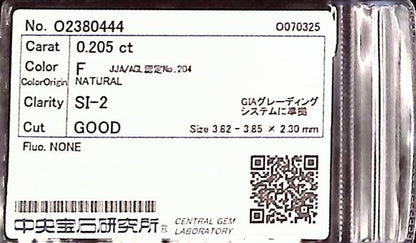 No. O2380444 O070325
Carat 0.205 ct
Color F JJA/AGL認定No.204
ColorOrigin NATURAL
Clarity SI-2 GIAグレーディング
システムに準拠
Cut GOOD Size 3.82 - 3.85 × 2.30 mm
Fluo. NONE
中央宝石研究所® CENTRAL GEM
LABORATORY